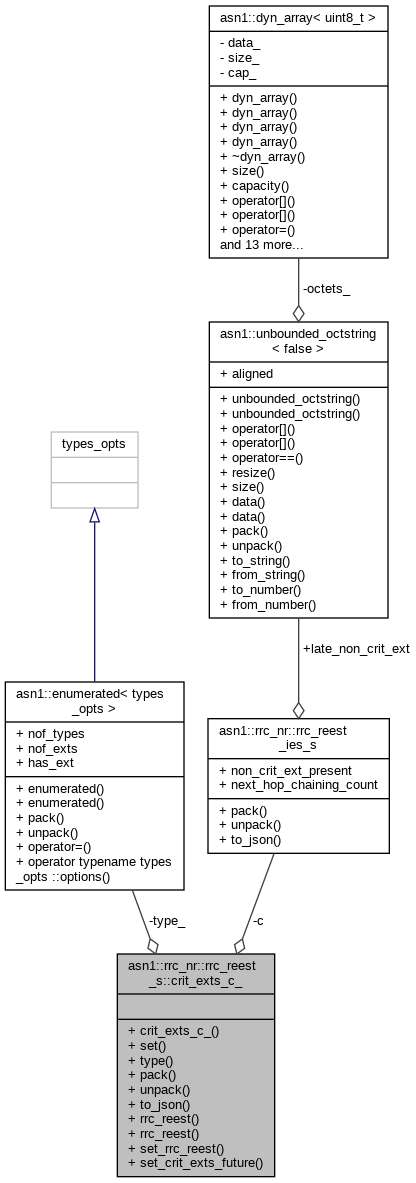 asn1::dyn_array< uint8_t >
- data_
- size_
- cap_
+ dyn_array()
+ dyn_array()
+ dyn_array()
+ dyn_array()
+ ~dyn_array()
+ size()
+ capacity()
+ operator[]()
+ operator[]()
+ operator=()
and 13 more...
-octets_
asn1::unbounded_octstring
< false >
+ aligned
+ unbounded_octstring()
+ unbounded_octstring()
+ operator[]()
+ operator[]()
+ operator==()
+ resize()
+ size()
+ data()
+ data()
+ pack()
+ unpack()
+ to_string()
+ from_string()
+ to_number()
+ from_number()
types_opts
+late_non_crit_ext
asn1::enumerated< types
_opts >
+ nof_types
+ nof_exts
+ has_ext
+ enumerated()
+ enumerated()
+ pack()
+ unpack()
+ operator=()
+ operator typename types
_opts ::options()
asn1::rrc_nr::rrc_reest
_ies_s
+ non_crit_ext_present
+ next_hop_chaining_count
+ pack()
+ unpack()
+ to_json()
-type_
-c
asn1::rrc_nr::rrc_reest
_s::crit_exts_c_
+ crit_exts_c_()
+ set()
+ type()
+ pack()
+ unpack()
+ to_json()
+ rrc_reest()
+ rrc_reest()
+ set_rrc_reest()
+ set_crit_exts_future()